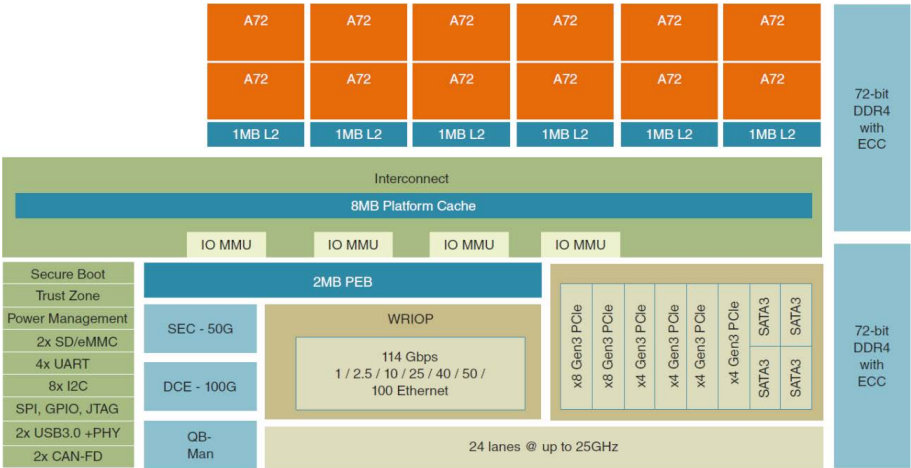 A72
A72
A72
A72
A72
A72
A72
A72
A72
A72
A72
A72
1MB L2
1MB L2
1MB L2
1MB L2
1MB L2
1MB L2
72-bit
DDR4
with
ECC
Interconnect
8MB Platform Cache
IO MMU
IO MMU
IO MMU
IO MMU
Secure Boot
Trust Zone
Power Management
2x SD/eMMC
4x UART
8x I2C
SPI, GPIO, JTAG
2x USB3.0 +PHY
2x CAN-FD
2MB PEB
SEC - 50G
DCE - 100G
QB-
Man
WRIOP
114 Gbps
1 / 2.5 / 10 / 25 / 40 / 50 /
100 Ethernet
x8 Gen3 PCIe
x8 Gen3 PCIe
x4 Gen3 PCIe
x4 Gen3 PCIe
x4 Gen3 PCIe
x4 Gen3 PCIe
SATA3
SATA3
SATA3
SATA3
24 lanes @ up to 25GHz
72-bit
DDR4
with
ECC